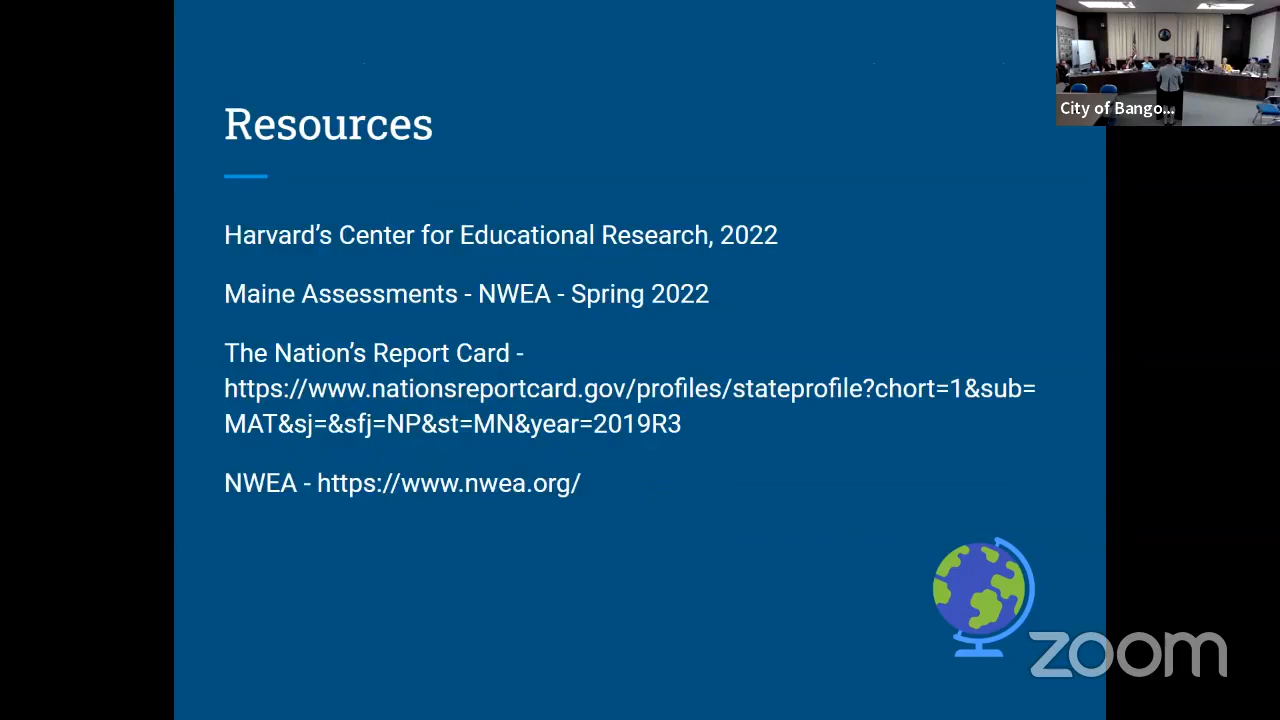 City of Bango...
Resources
Harvard’s Center for Educational Research, 2022
Maine Assessments - NWEA - Spring 2022
The Nation’s Report Card -
https://www.nationsreportcard.gov/profiles/stateprofile?chort=1&sub=
MAT&sj=&sfj=NP&st=MN&year=2019R3
NWEA - https://www.nwea.org/
zoom